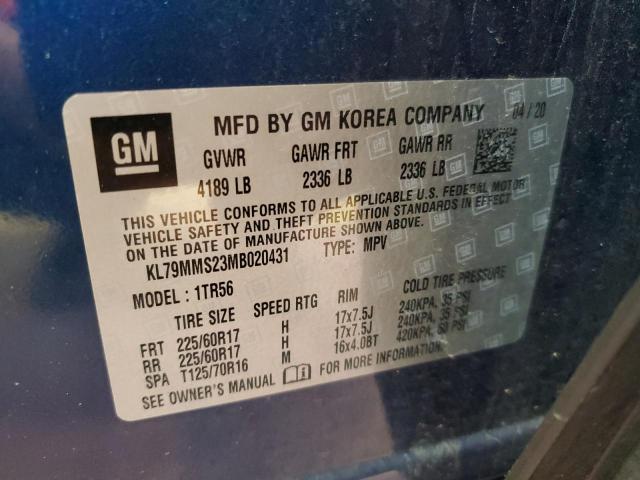 GM
MFD BY GM KOREA COMPANY 04 / 20
GVWR GAWR FRT GAWR RR
4189 LB 2336 LB 2336 LB
THIS VEHICLE CONFORMS TO ALL APPLICABLE U.S. FEDERAL MOTOR
VEHICLE SAFETY AND THEFT PREVENTION STANDARDS IN EFFECT
ON THE DATE OF MANUFACTURE SHOWN ABOVE.
KL79MMS23MB020431 TYPE: MPV
MODEL : 1TR56
TIRE SIZE SPEED RTG RIM COLD TIRE PRESSURE
FRT 225/60R17 H 17x7.5J 240KPA, 35 PSI
RR 225/60R17 H 17x7.5J 240KPA, 35 PSI
SPA T125/70R16 M 16x4.0BT 420KPA, 60 PSI
SEE OWNER'S MANUAL FOR MORE INFORMATION.